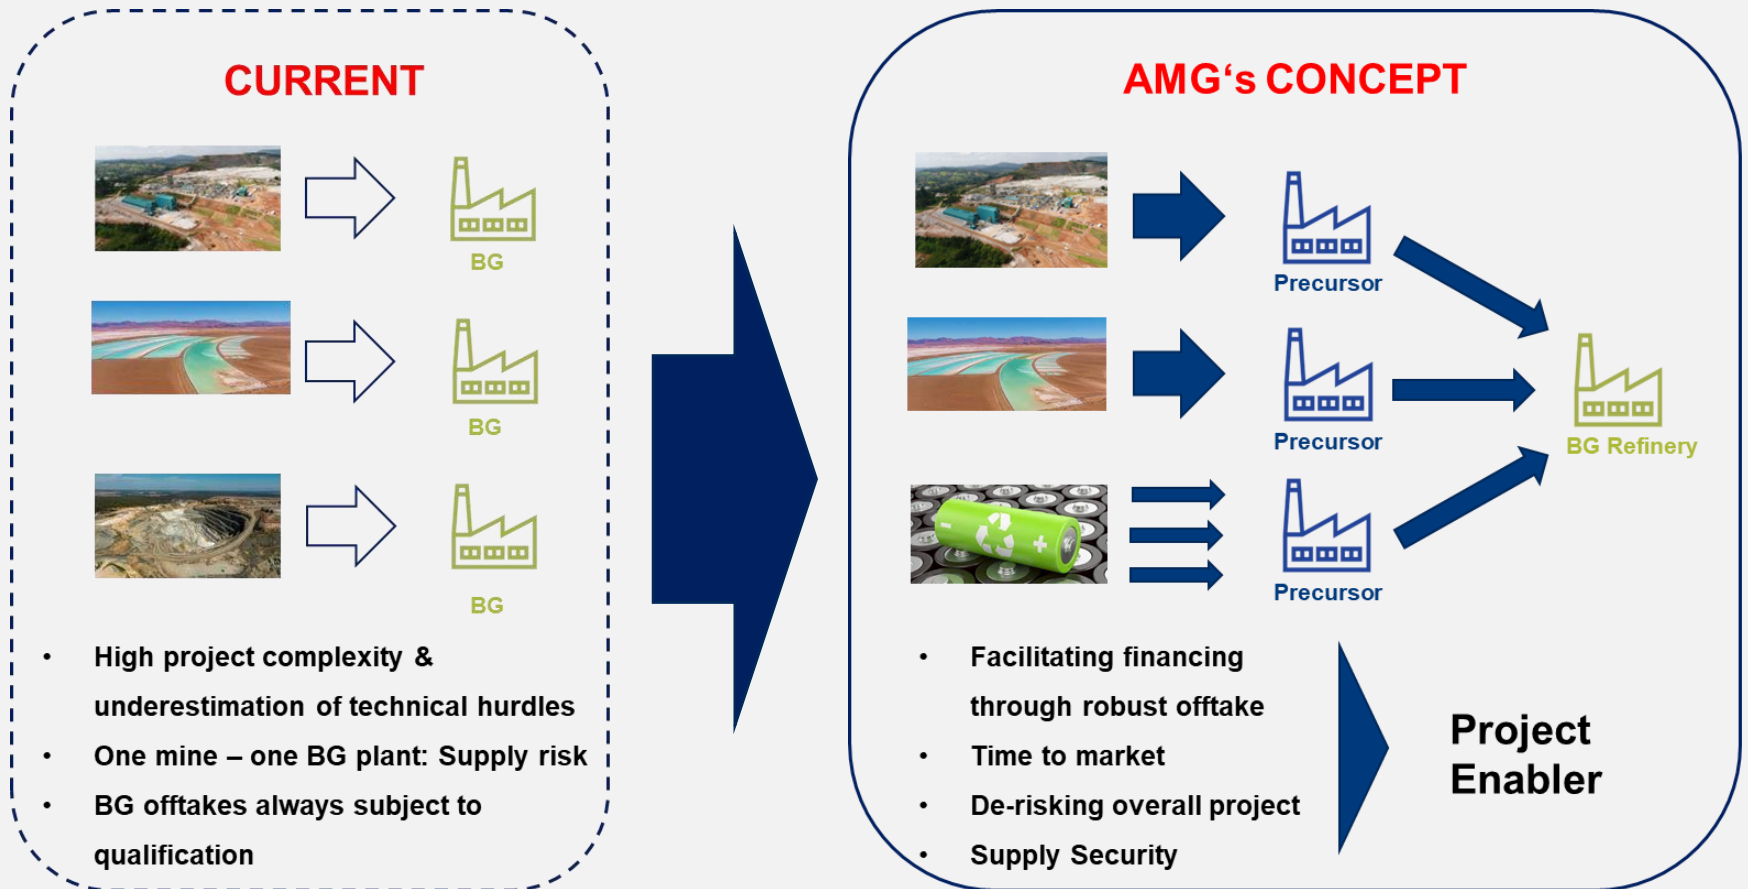 CURRENT
BG
BG
BG
• High project complexity &
underestimation of technical hurdles
• One mine – one BG plant: Supply risk
• BG offtakes always subject to
qualification
AMG‘s CONCEPT
Precursor
Precursor
Precursor
BG Refinery
• Facilitating financing
through robust offtake
• Time to market
• De-risking overall project
• Supply Security
Project
Enabler